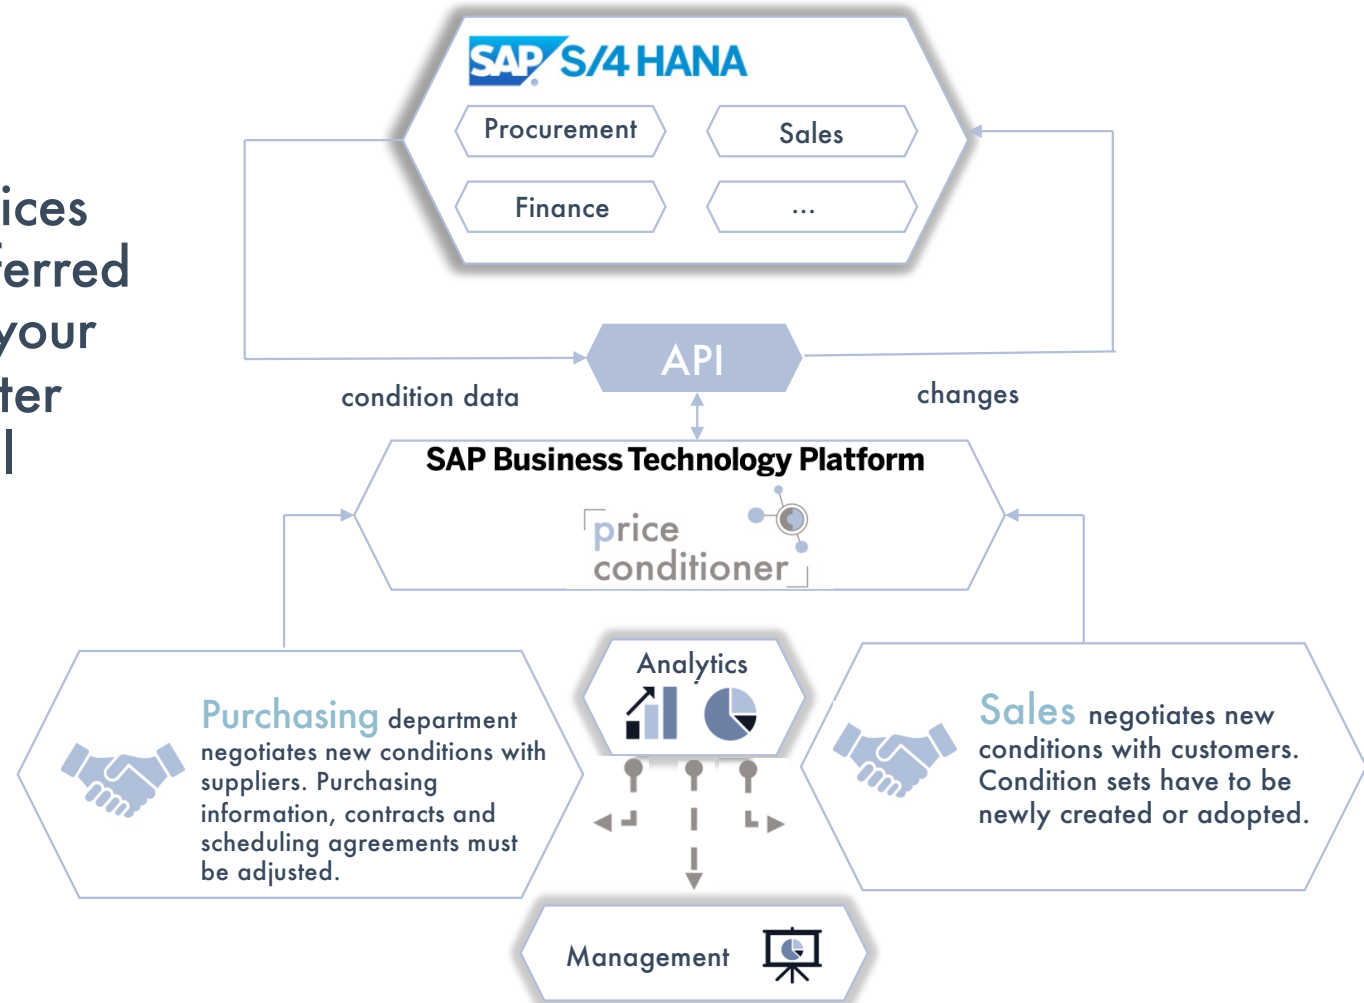 SAP S/4 HANA
Procurement
Sales
Finance
...
ices
ferred
your
ter
l
API
condition data
changes
SAP Business Technology Platform
price
conditioner
Analytics
Purchasing department
negotiates new conditions with
suppliers. Purchasing
information, contracts and
scheduling agreements must
be adjusted.
Sales negotiates new
conditions with customers.
Condition sets have to be
newly created or adopted.
Management